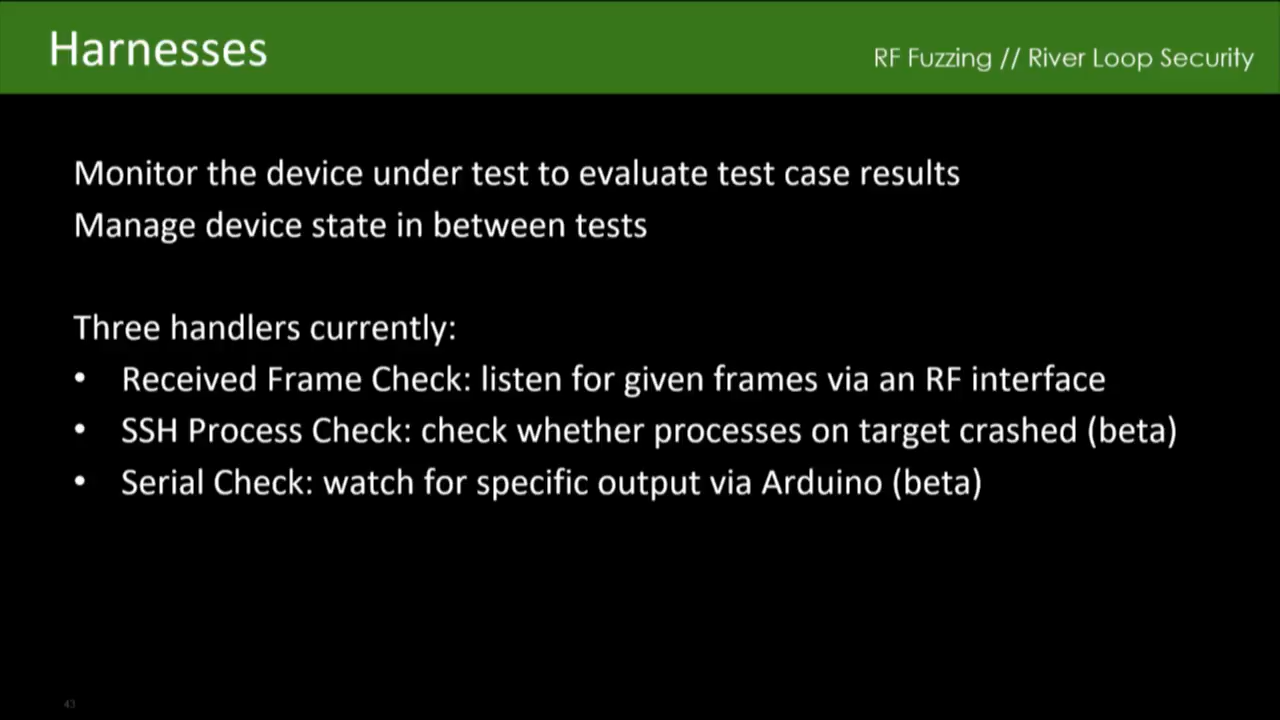 Harnesses
RF Fuzzing // River Loop Security
Monitor the device under test to evaluate test case results
Manage device state in between tests
Three handlers currently:
• Received Frame Check: listen for given frames via an RF interface
• SSH Process Check: check whether processes on target crashed (beta)
• Serial Check: watch for specific output via Arduino (beta)
43